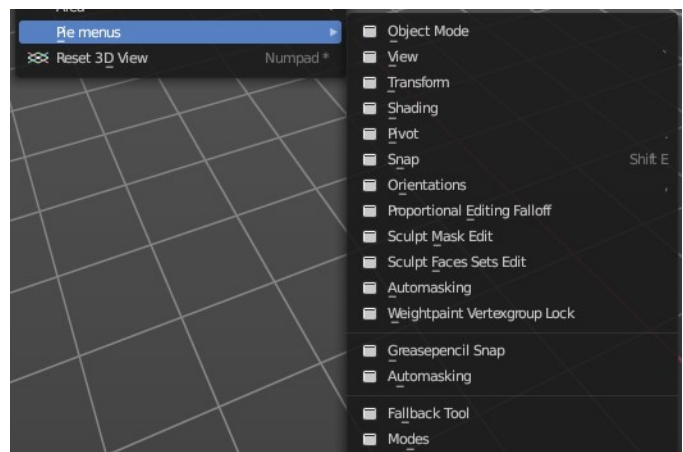 Area
Pie menus
Reset 3D View Numpad *
Object Mode
View `
Transform
Shading
Pivot .
Snap Shift E
Orientations ,
Proportional Editing Falloff
Sculpt Mask Edit
Sculpt Faces Sets Edit
Automasking
Weightpaint Vertexgroup Lock
Greasepencil Snap
Automasking
Fallback Tool
Modes